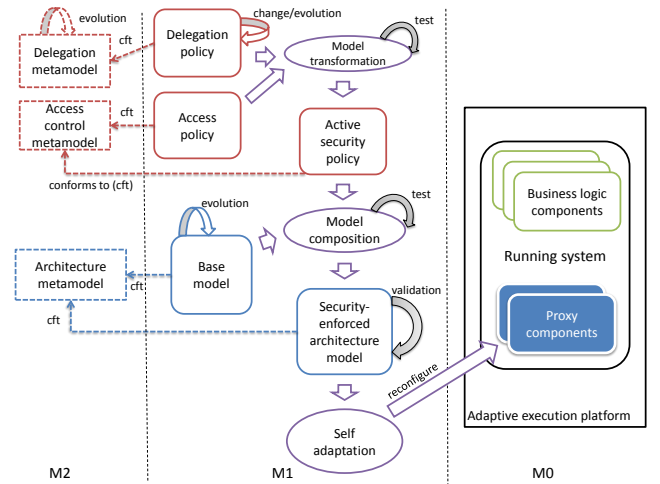 evolution
Delegation
metamodel
cft
Delegation
policy
change/evolution
Model
transformation
test
Access
control
metamodel
cft
Access
policy
Active
security
policy
conforms to (cft)
evolution
Model
composition
test
Architecture
metamodel
cft
Base
model
cft
Security-
enforced
architecture
model
validation
reconfigure
Self
adaptation
Business logic
components
Running system
Proxy
components
Adaptive execution platform
M2
M1
M0